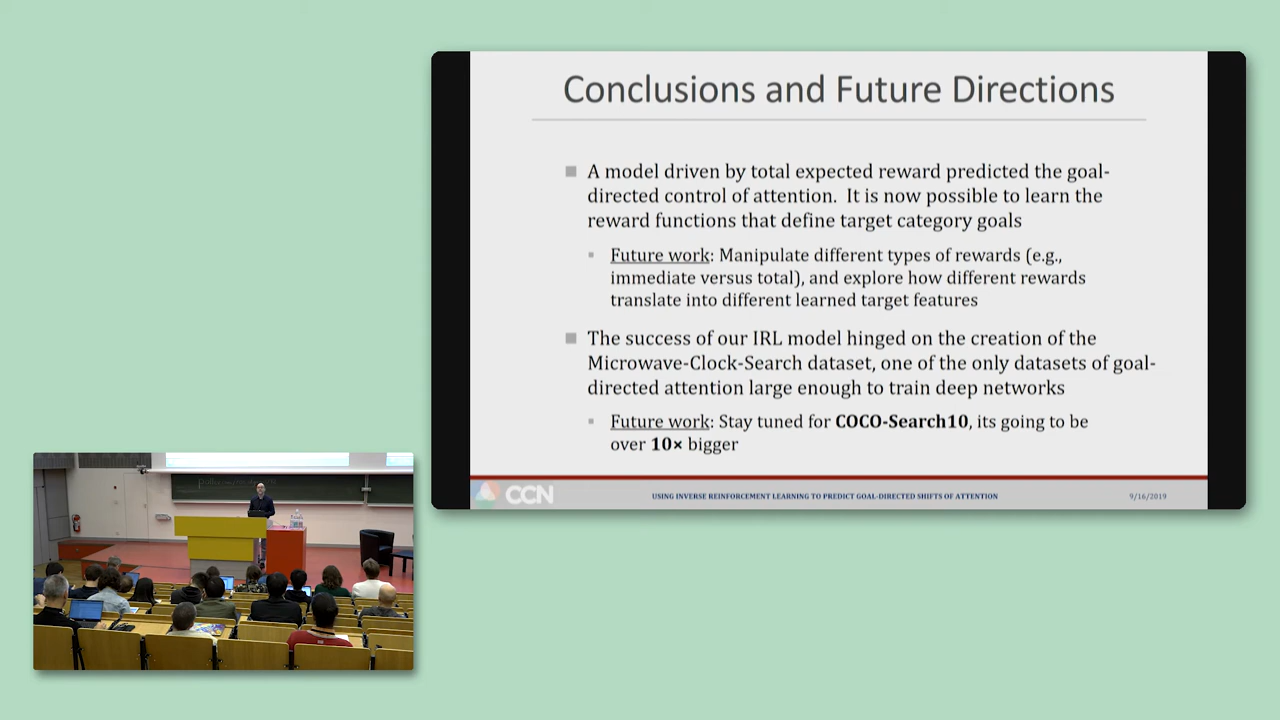 Conclusions and Future Directions
A model driven by total expected reward predicted the goal-
directed control of attention.  It is now possible to learn the
reward functions that define target category goals
Future work: Manipulate different types of rewards (e.g.,
immediate versus total), and explore how different rewards
translate into different learned target features
The success of our IRL model hinged on the creation of the
Microwave-Clock-Search dataset, one of the only datasets of goal-
directed attention large enough to train deep networks
Future work: Stay tuned for COCO-Search10, its going to be
over 10× bigger
CCN
USING INVERSE REINFORCEMENT LEARNING TO PREDICT GOAL-DIRECTED SHIFTS OF ATTENTION
9/16/2019